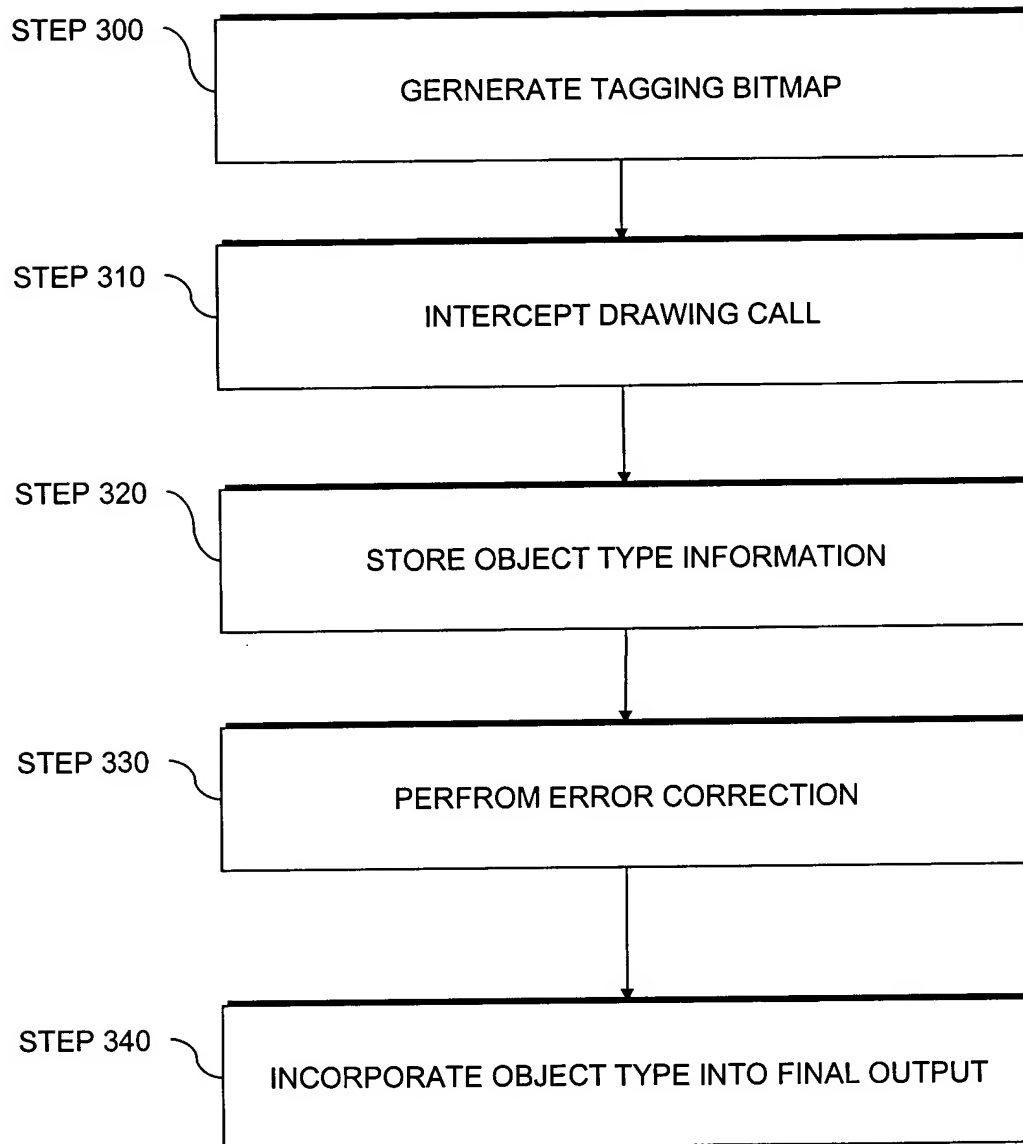 STEP 300
GERNERATE TAGGING BITMAP
STEP 310
INTERCEPT DRAWING CALL
STEP 320
STORE OBJECT TYPE INFORMATION
STEP 330
PERFROM ERROR CORRECTION
STEP 340
INCORPORATE OBJECT TYPE INTO FINAL OUTPUT